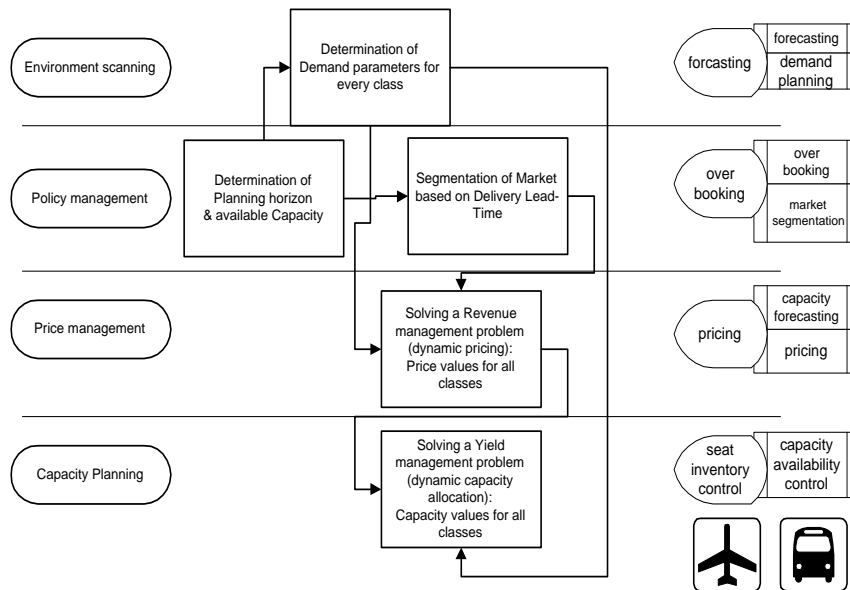 Environment scanning
Determination of
Demand parameters for
every class
forcasting
forecasting
demand
planning
Policy management
Determination of
Planning horizon
& available Capacity
Segmentation of Market
based on Delivery Lead-
Time
over
booking
over
booking
market
segmentation
Price management
Solving a Revenue
management problem
(dynamic pricing):
Price values for all
classes
pricing
capacity
forecasting
pricing
Capacity Planning
Solving a Yield
management problem
(dynamic capacity
allocation):
Capacity values for all
classes
seat
inventory
control
capacity
availability
control